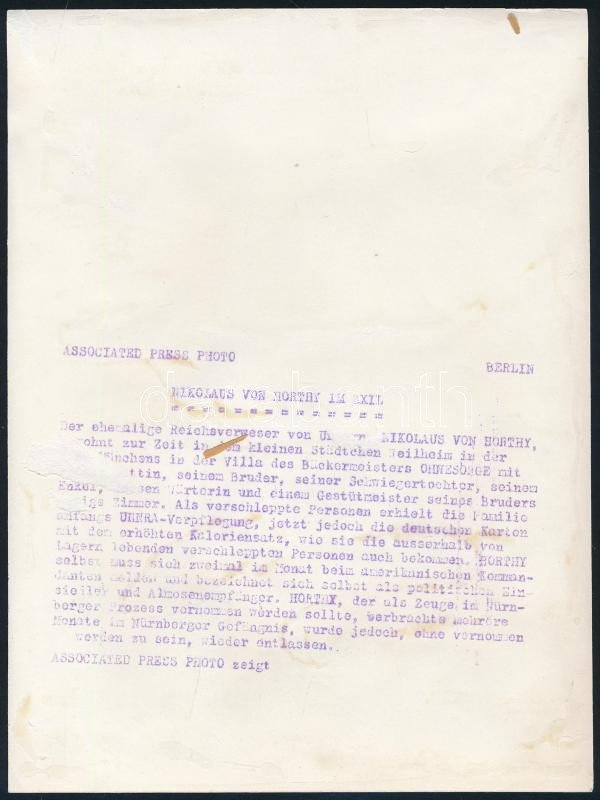 ASSOCIATED PRESS PHOTO
BERLIN
NIKOLAUS VON HORTHY IM EXIL
Der ehemalige Reichsverweser von NIKOLAUS VON HORTHY,
zur Zeit in dem kleinen Städtchen Weilheim in der
in der Villa des Bäckermeisters OHNESORGE mit
seinem Bruder, seiner Schwiegertochter, seinem
Wärterin und einem Gestütmeister seines Bruders
Zimmer. Als verschleppte Personen erhielt die Familie
anfangs UNNRA-Verpflegung, jetzt jedoch die deutschen Karten
mit dem erhöhten Kaloriensatz, wie sie die ausserhalb von
Lagern lebenden verschleppten Personen auch bekommen. HORTHY
selbst muss sich zweimal im Monat beim amerikanischen Komman-
danten melden und bezeichnet sich selbst als politischen Ein-
siedler und Almosenempfänger. HORTHY, der als Zeuge im Nürn-
berger Prozess vernommen werden sollte, verbrachte mehrere
Monate im Nürnberger Gefängnis, wurde jedoch, ohne vernommen
werden zu sein, wieder entlassen.
ASSOCIATED PRESS PHOTO zeigt